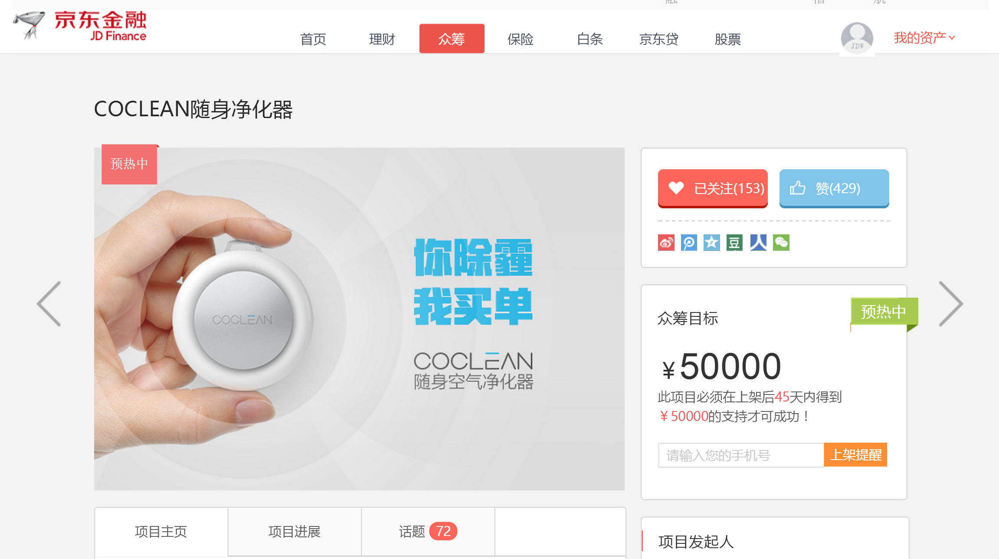 京东金融
JD Finance
首页 理财 众筹 保险 白条 京东贷 股票
JD¥
我的资产
COCLEAN随身净化器
预热中
COCLEAN
你除霾
我买单
COCLEAN
随身空气净化器
已关注(153) 赞(429)
豆 人
众筹目标
预热中
¥50000
此项目必须在上架后45天内得到
¥50000的支持才可成功！
请输入您的手机号 上架提醒
项目主页 项目进展 话题 72
项目发起人